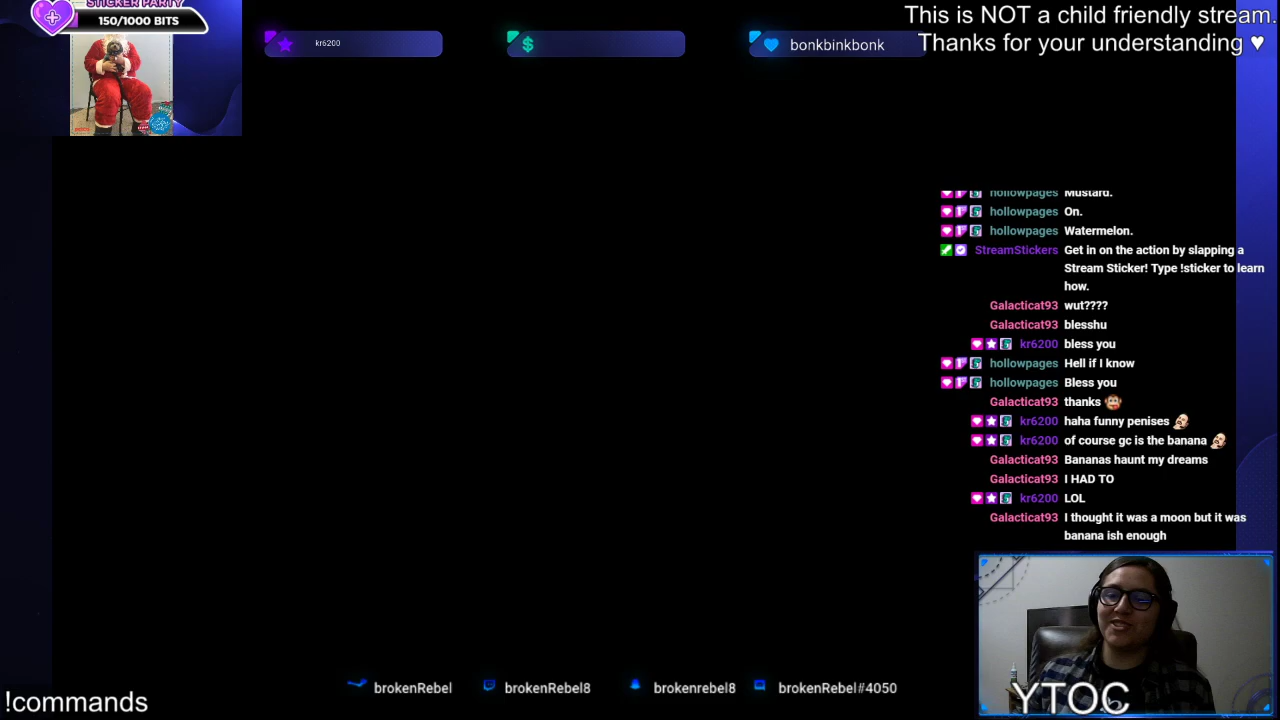 STICKER PARTY
150/1000 BITS
kr6200
bonkbinkbonk
This is NOT a child friendly stream.
Thanks for your understanding ♥
hollowpages Mustard.
hollowpages On.
hollowpages Watermelon.
StreamStickers Get in on the action by slapping a
Stream Sticker! Type !sticker to learn
how.
Galacticat93 wut????
Galacticat93 blesshu
kr6200 bless you
hollowpages Hell if I know
hollowpages Bless you
Galacticat93 thanks
kr6200 haha funny penises
kr6200 of course gc is the banana
Galacticat93 Bananas haunt my dreams
Galacticat93 I HAD TO
kr6200 LOL
Galacticat93 I thought it was a moon but it was
banana ish enough
brokenRebel
brokenRebel8
brokenrebel8
brokenRebel#4050
!commands
YTOC